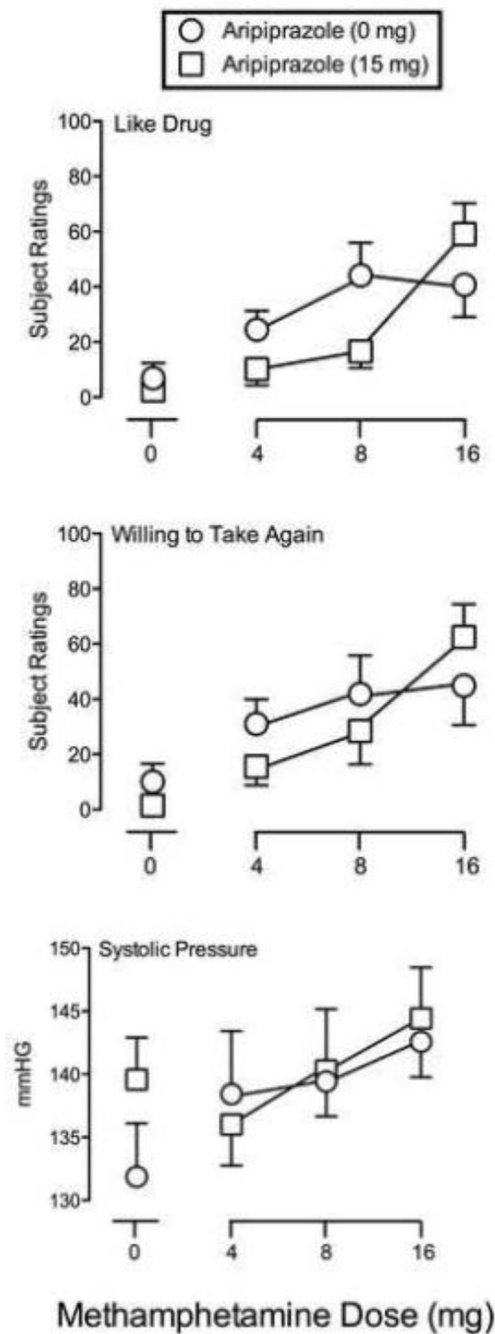 Aripiprazole (0 mg)
Aripiprazole (15 mg)
Like Drug
100
80
60
40
20
0
Subject Ratings
0 4 8 16
Willing to Take Again
100
80
60
40
20
0
Subject Ratings
0 4 8 16
Systolic Pressure
150
145
140
135
130
mmHG
0 4 8 16
Methamphetamine Dose (mg)